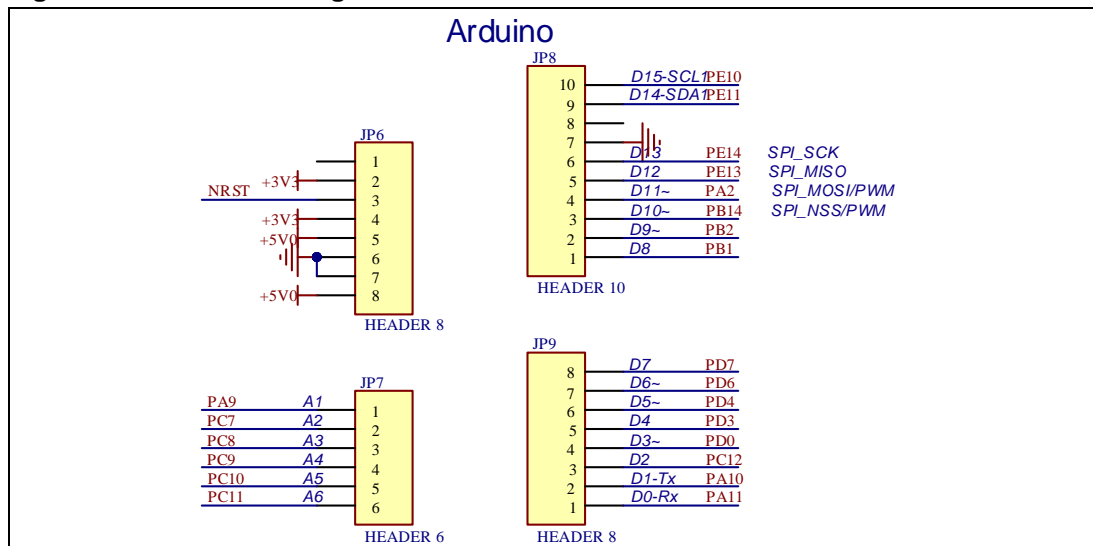 Arduino
JP6
1
+3V3 2
NRST 3
+3V3 4
+5V0 5
6
7
+5V0 8
HEADER 8
JP8
10 D15-SCL1 PE10
9 D14-SDA1 PE11
8
7
6 D13 PE14 SPI_SCK
5 D12 PE13 SPI_MISO
4 D11~ PA2 SPI_MOSI/PWM
3 D10~ PB14 SPI_NSS/PWM
2 D9~ PB2
1 D8 PB1
HEADER 10
JP7
PA9 A1 1
PC7 A2 2
PC8 A3 3
PC9 A4 4
PC10 A5 5
PC11 A6 6
HEADER 6
JP9
8 D7 PD7
7 D6~ PD6
6 D5~ PD4
5 D4 PD3
4 D3~ PD0
3 D2 PC12
2 D1-Tx PA10
1 D0-Rx PA11
HEADER 8